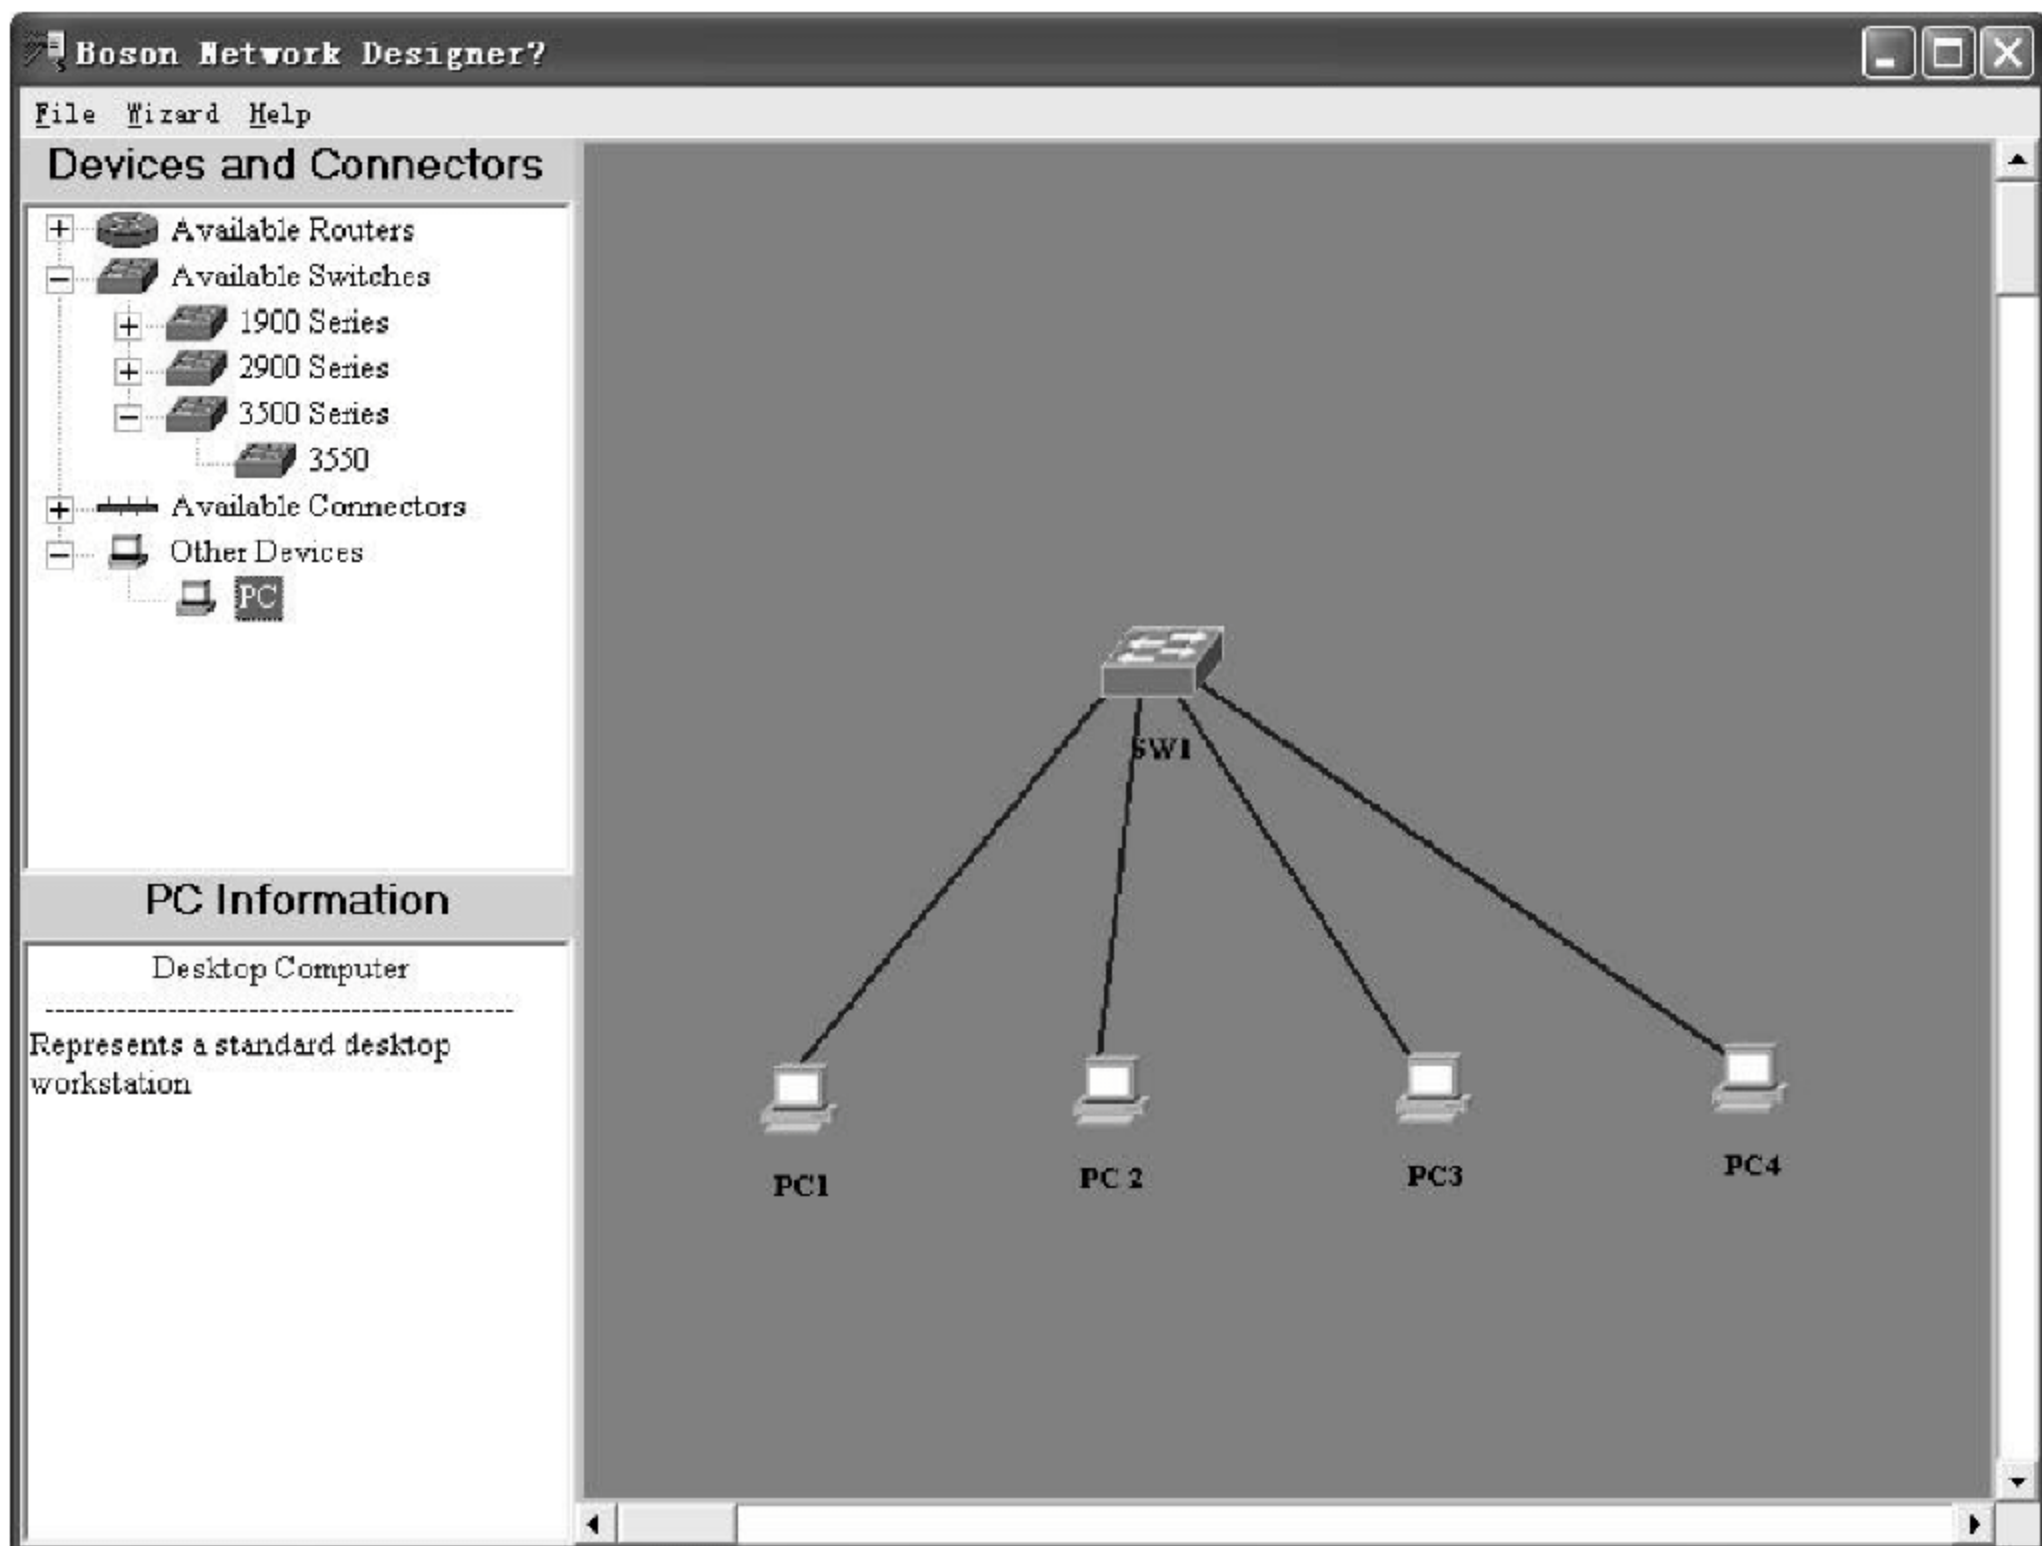 Boson Network Designer?
File Wizard Help
Devices and Connectors
Available Routers
Available Switches
1900 Series
2900 Series
3500 Series
3550
Available Connectors
Other Devices
PC
PC Information
Desktop Computer
Represents a standard desktop
workstation
SW1
PC1
PC 2
PC3
PC4